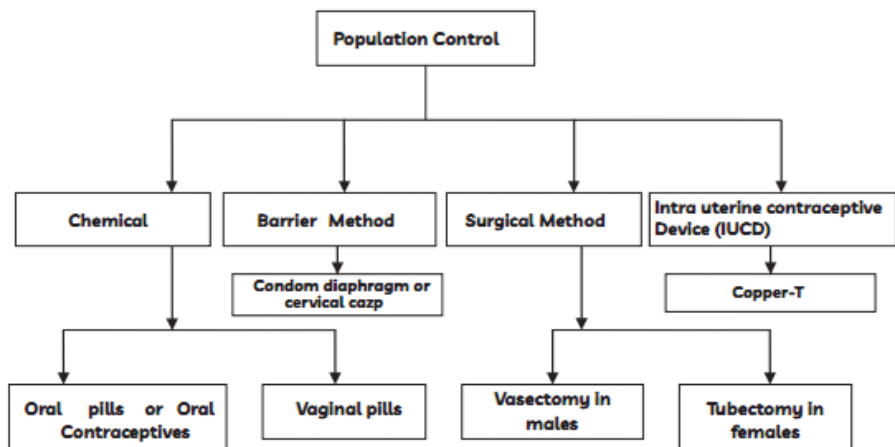 Population Control
Chemical
Barrier Method
Surgical Method
Intra uterine contraceptive
Device (IUCD)
Condom diaphragm or
cervical cazp
Copper-T
Oral pills or Oral
Contraceptives
Vaginal pills
Vasectomy in
males
Tubectomy in
females